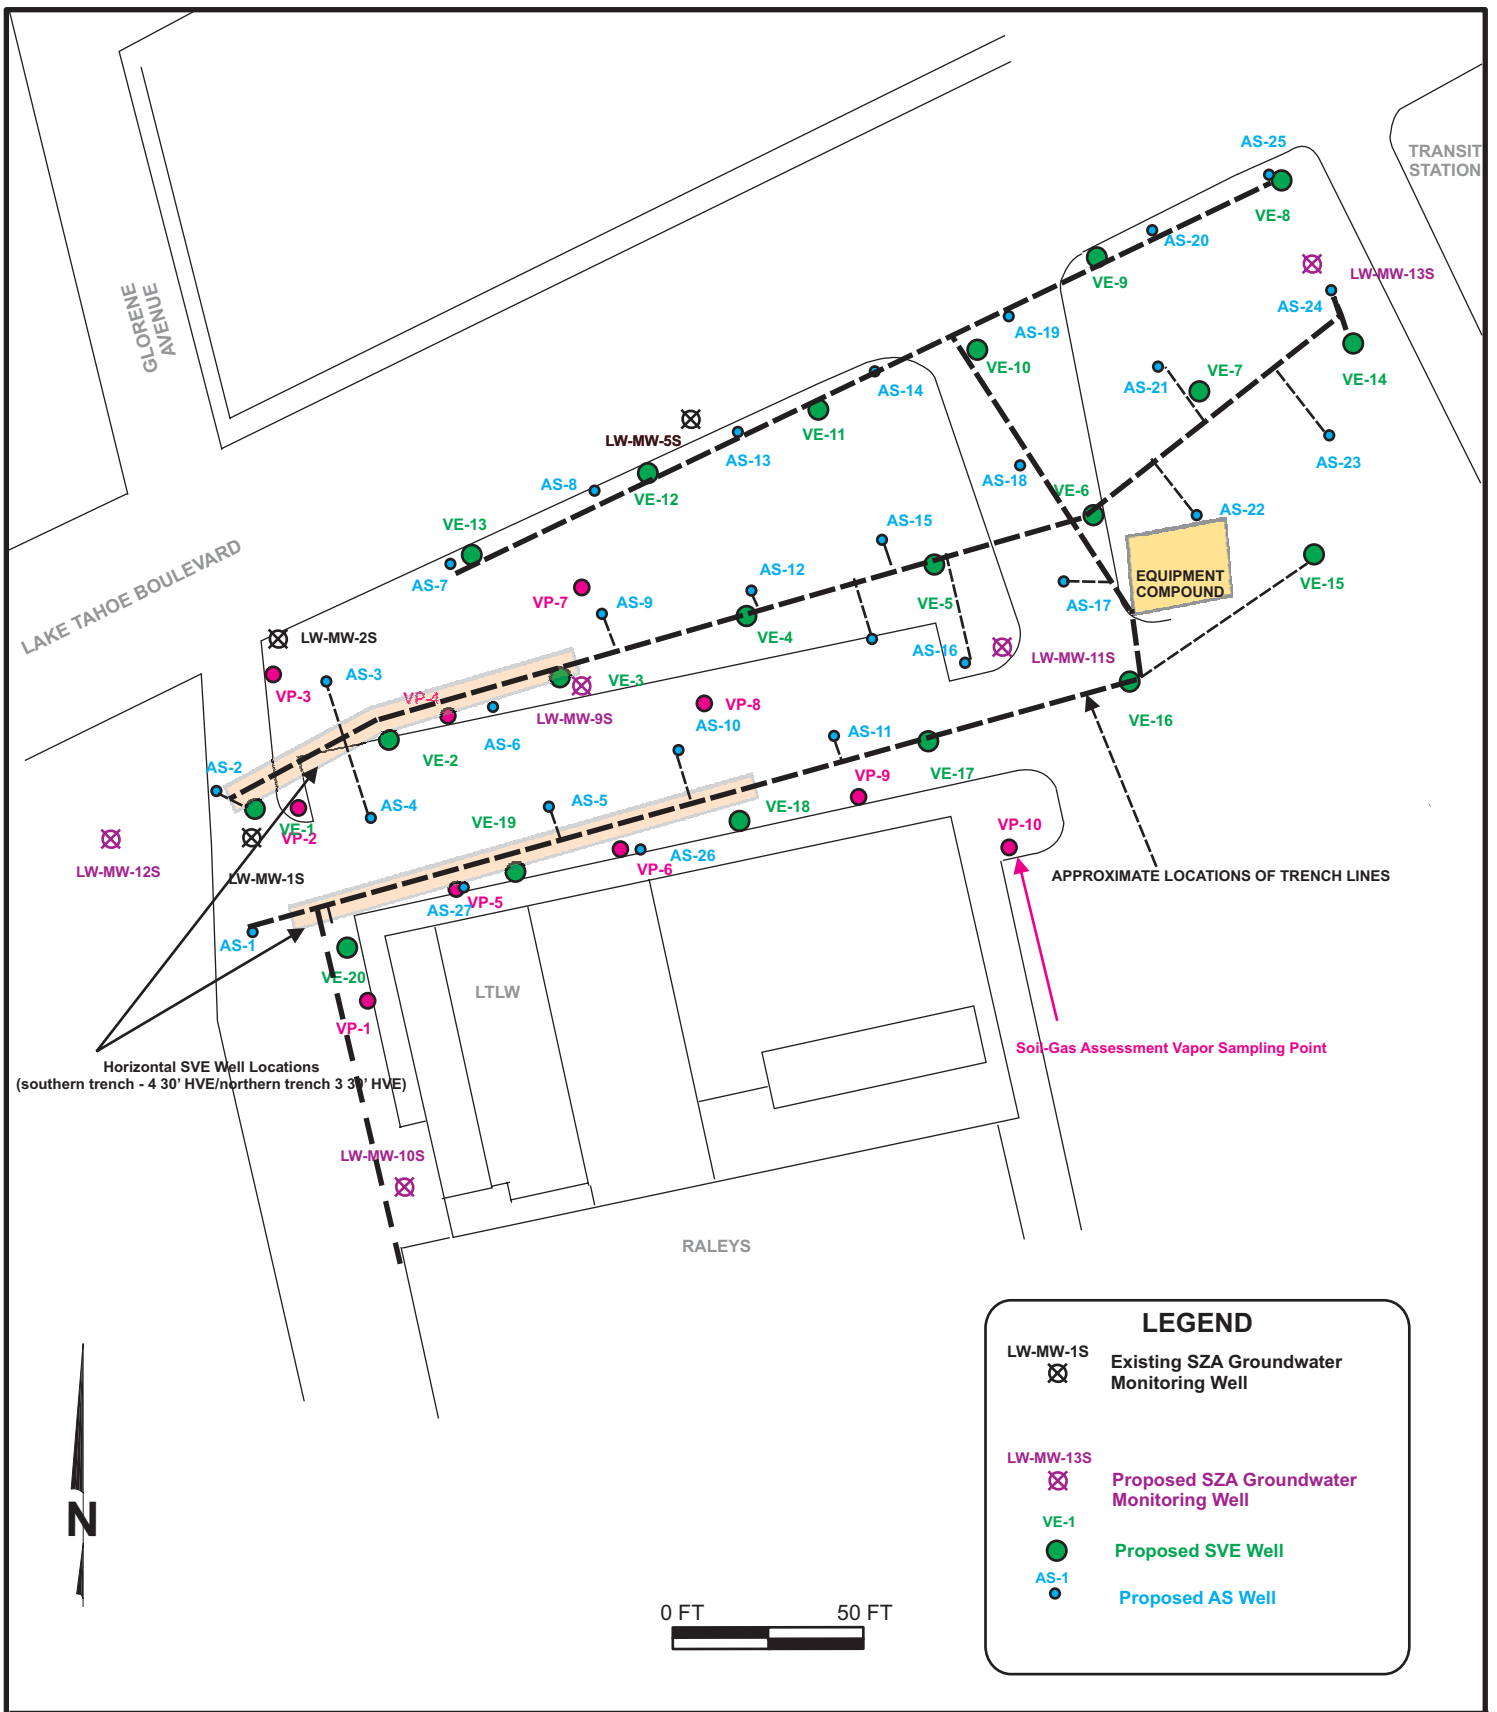 AS-25
TRANSIT
STATION
VE-8
AS-20
VE-9
LW-MW-13S
AS-24
GLORENE
AVENUE
AS-19
VE-10
VE-14
VE-7
AS-21
AS-14
LW-MW-5S
VE-11
AS-13
AS-23
AS-18
AS-8
VE-12
VE-6
AS-22
VE-13
AS-15
AS-7
LAKE TAHOE BOULEVARD
EQUIPMENT
COMPOUND
VE-15
VP-7
AS-12
AS-9
VE-5
AS-17
VE-4
LW-MW-2S
AS-16
LW-MW-11S
AS-3
VP-3
VP-4
VE-3
VP-8
LW-MW-9S
VE-16
AS-6
AS-10
AS-11
VE-2
VE-17
AS-2
VP-9
AS-4
AS-5
VE-18
VE-19
VE-1
VP-2
VP-10
AS-26
VP-6
LW-MW-12S
LW-MW-1S
APPROXIMATE LOCATIONS OF TRENCH LINES
AS-27
VP-5
AS-1
VE-20
LTLW
VP-1
Soil-Gas Assessment Vapor Sampling Point
Horizontal SVE Well Locations
(southern trench - 4 30' HVE/northern trench 3 30' HVE)
LW-MW-10S
RALEYS
LEGEND
LW-MW-1S
Existing SZA Groundwater
Monitoring Well
LW-MW-13S
Proposed SZA Groundwater
Monitoring Well
VE-1
Proposed SVE Well
AS-1
Proposed AS Well
N
0 FT
50 FT